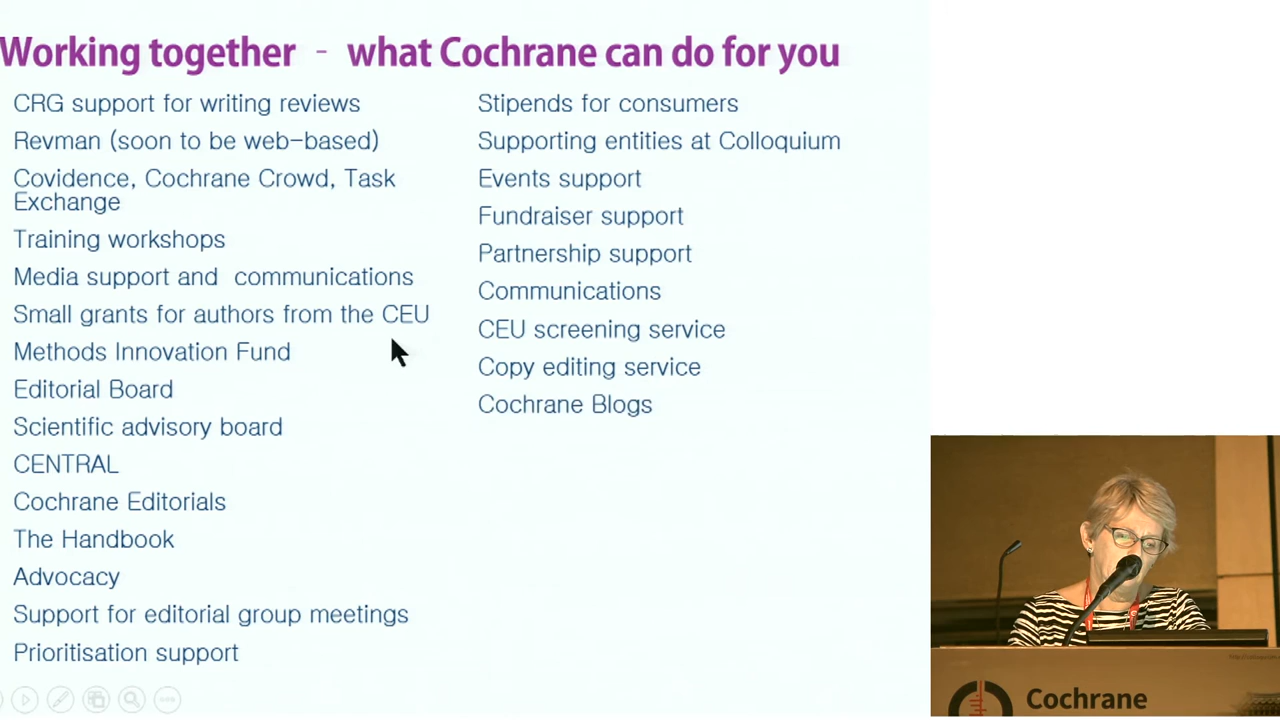 Working together - what Cochrane can do for you
CRG support for writing reviews
Revman (soon to be web-based)
Covidence, Cochrane Crowd, Task
Exchange
Training workshops
Media support and communications
Small grants for authors from the CEU
Methods Innovation Fund
Editorial Board
Scientific advisory board
CENTRAL
Cochrane Editorials
The Handbook
Advocacy
Support for editorial group meetings
Prioritisation support
Stipends for consumers
Supporting entities at Colloquium
Events support
Fundraiser support
Partnership support
Communications
CEU screening service
Copy editing service
Cochrane Blogs
Cochrane